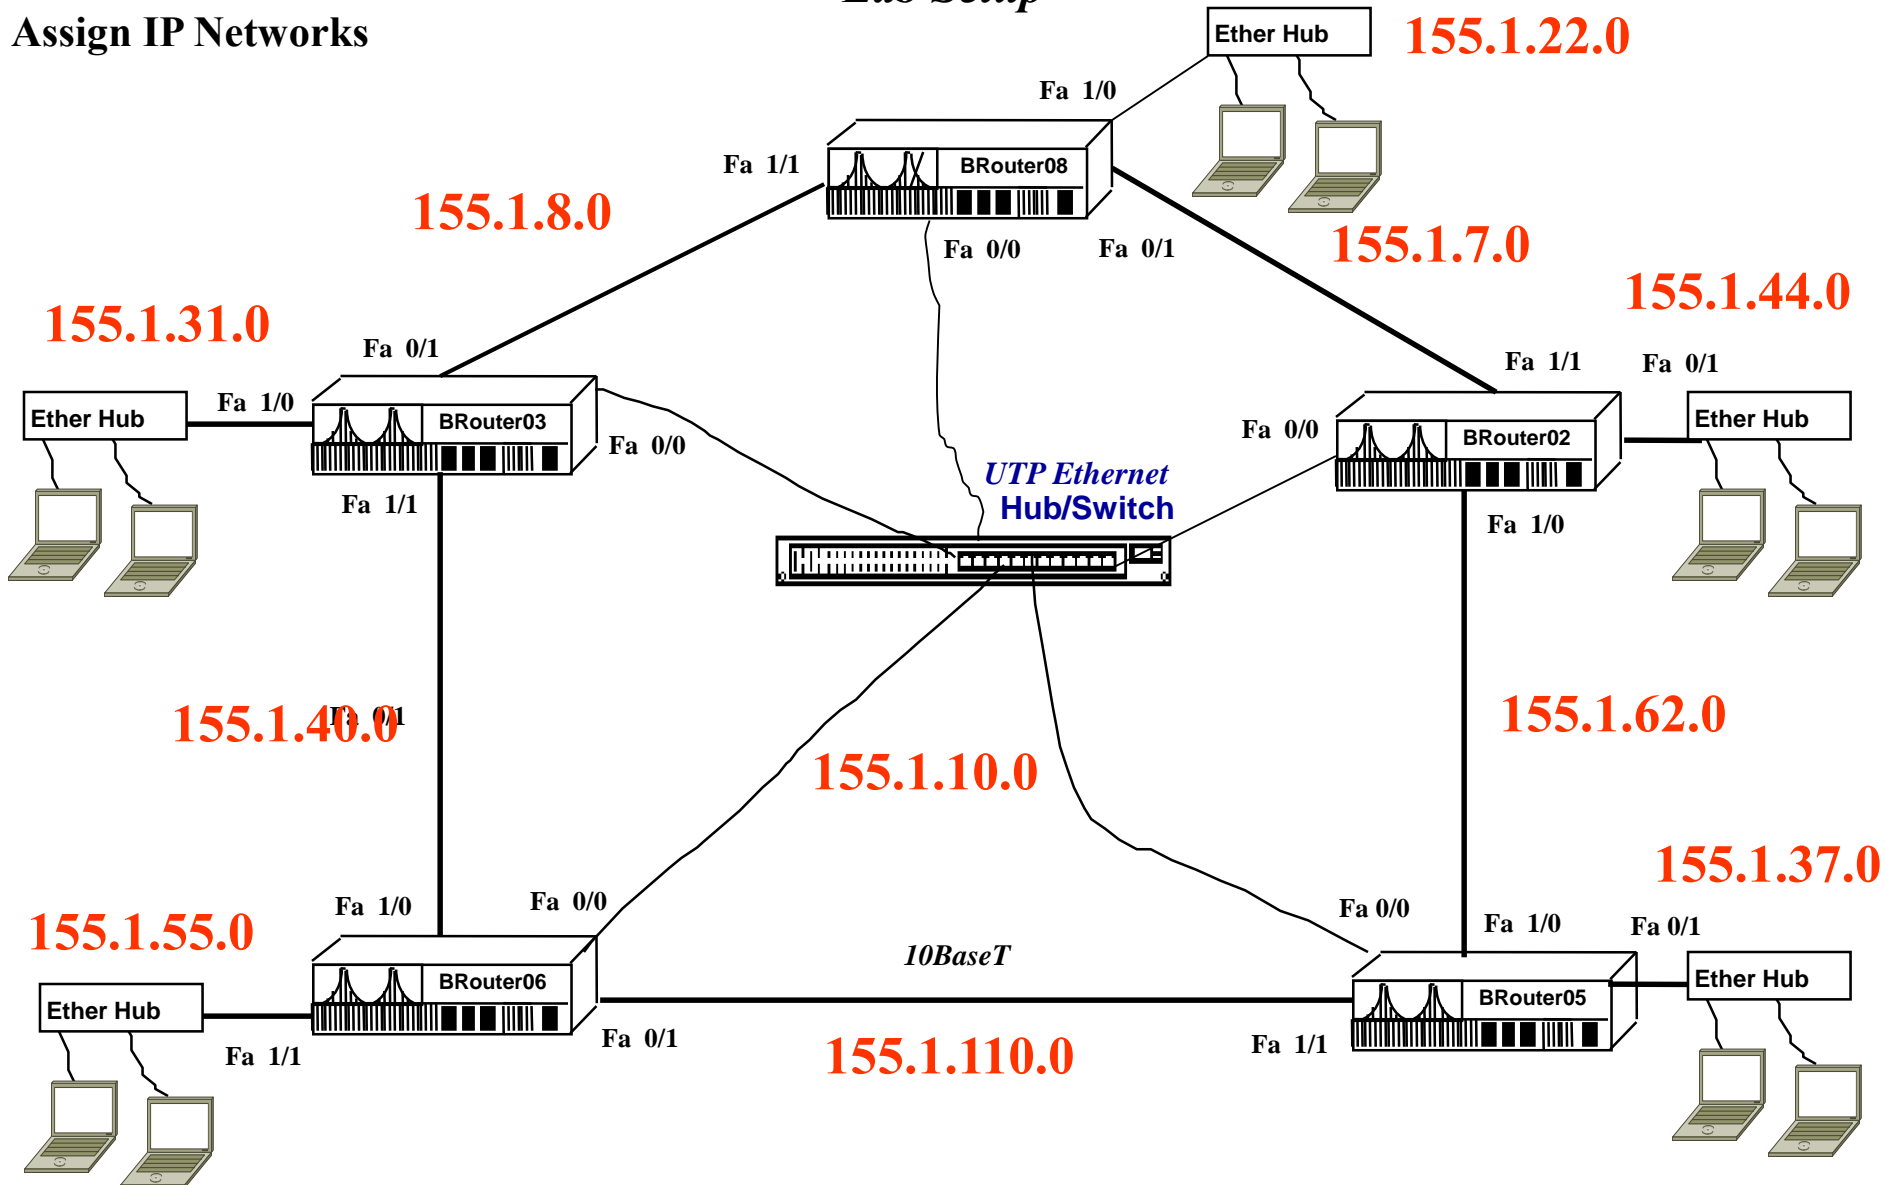 Lab Setup
Assign IP Networks
Ether Hub
155.1.22.0
Fa 1/0
Fa 1/1
BRouter08
155.1.8.0
Fa 0/0
Fa 0/1
155.1.7.0
155.1.44.0
155.1.31.0
Fa 0/1
Fa 1/1
Fa 0/1
Ether Hub
Fa 1/0
BRouter03
Fa 0/0
Fa 0/0
BRouter02
Ether Hub
UTP Ethernet
Hub/Switch
Fa 1/1
Fa 1/0
155.1.40.0
Fa 0/1
155.1.62.0
155.1.10.0
155.1.37.0
Fa 1/0
Fa 0/0
Fa 0/0
Fa 1/0
Fa 0/1
155.1.55.0
10BaseT
BRouter06
Ether Hub
BRouter05
Ether Hub
Fa 1/1
Fa 0/1
155.1.110.0
Fa 1/1